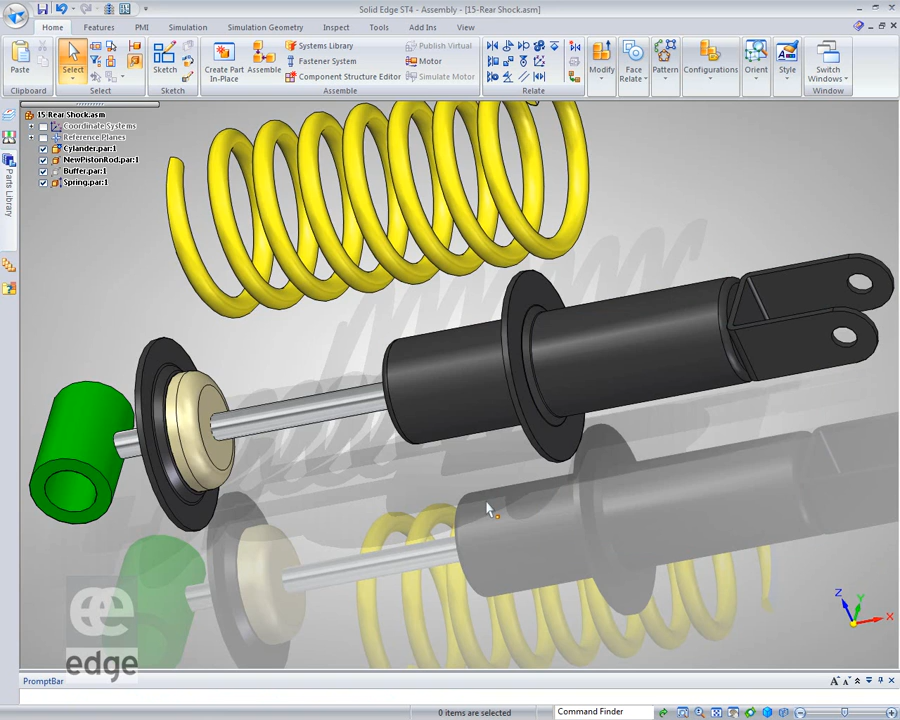 Solid Edge ST4 - Assembly - [15-Rear Shock.asm]
Home Features PMI Simulation Simulation Geometry Inspect Tools Add Ins View
Paste
Clipboard
Select
Select
Sketch
Sketch
Create Part In-Place
Assemble
Systems Library
Fastener System
Component Structure Editor
Publish Virtual
Motor
Simulate Motor
Assemble
Relate
Modify
Face Relate
Pattern
Configurations
Orient
Style
Switch Windows
Window
15-Rear Shock.asm
Coordinate Systems
Reference Planes
Cylander.par:1
NewPistonRod.par:1
Buffer.par:1
Spring.par:1
Parts Library
Z
Y
X
edge
PromptBar
0 items are selected
Command Finder